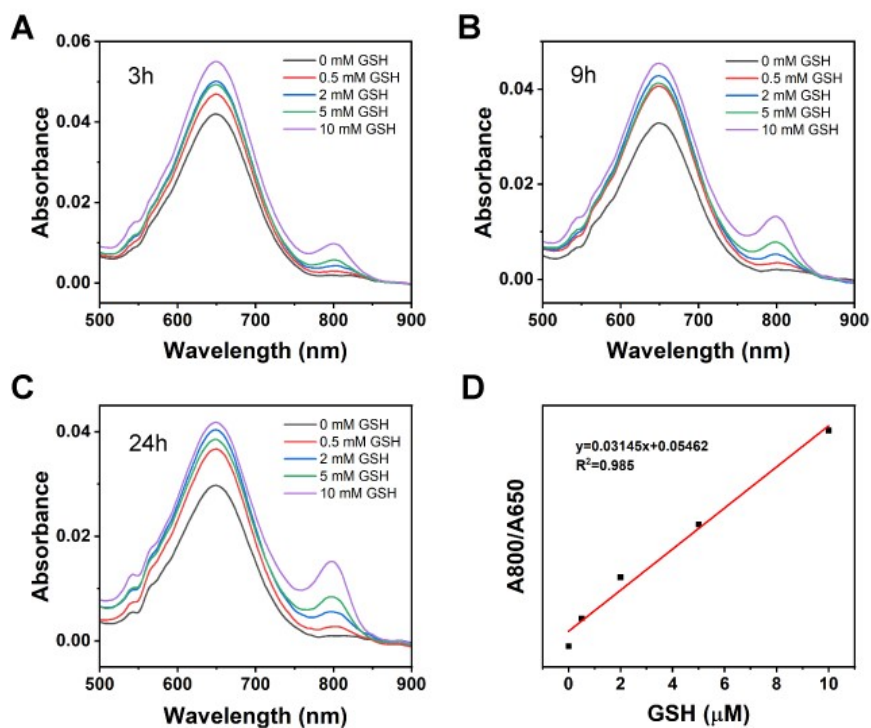 A
3h
0 mM GSH
0.5 mM GSH
2 mM GSH
5 mM GSH
10 mM GSH
0.06
0.04
0.02
0.00
Absorbance
500 600 700 800 900
Wavelength (nm)
B
9h
0 mM GSH
0.5 mM GSH
2 mM GSH
5 mM GSH
10 mM GSH
0.04
0.02
0.00
Absorbance
500 600 700 800 900
Wavelength (nm)
C
24h
0 mM GSH
0.5 mM GSH
2 mM GSH
5 mM GSH
10 mM GSH
0.04
0.02
0.00
Absorbance
500 600 700 800 900
Wavelength (nm)
D
y=0.03145x+0.05462
R²=0.985
A800/A650
0 2 4 6 8 10
GSH (μM)